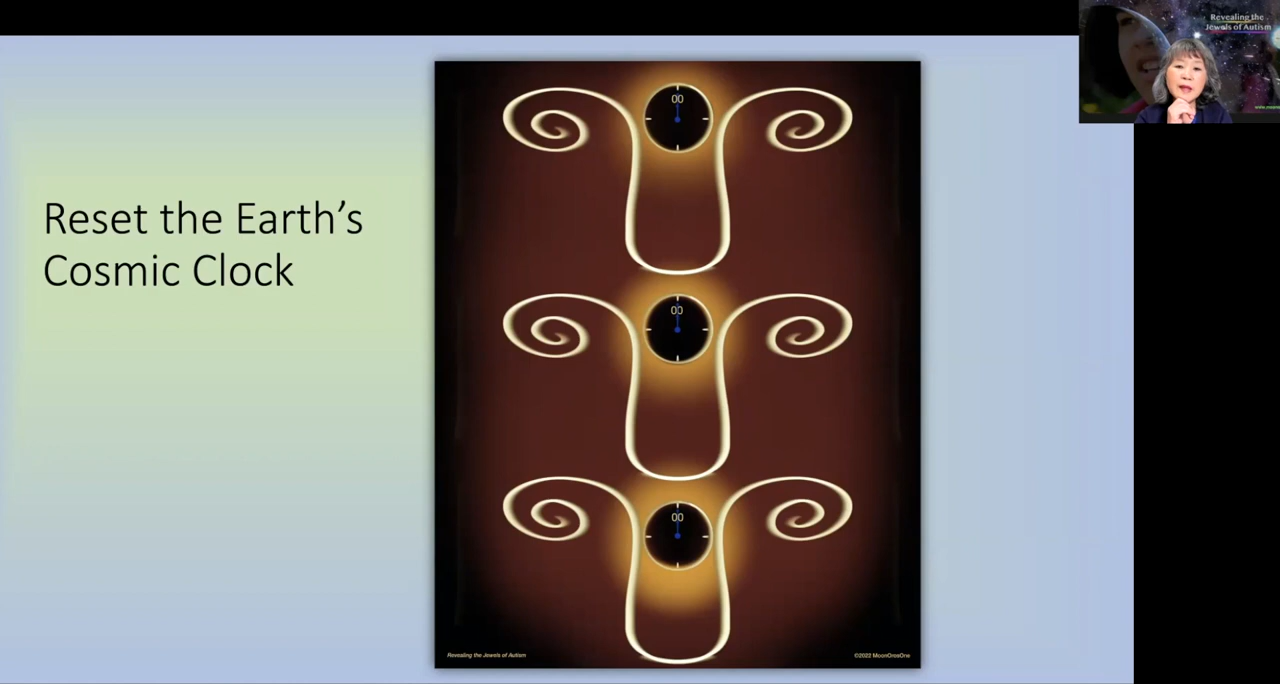 Reset the Earth's
Cosmic Clock
00
00
00
Revealing the Jewels of Autism
©2022 MoonOrosOne
Revealing the
Jewels of Autism